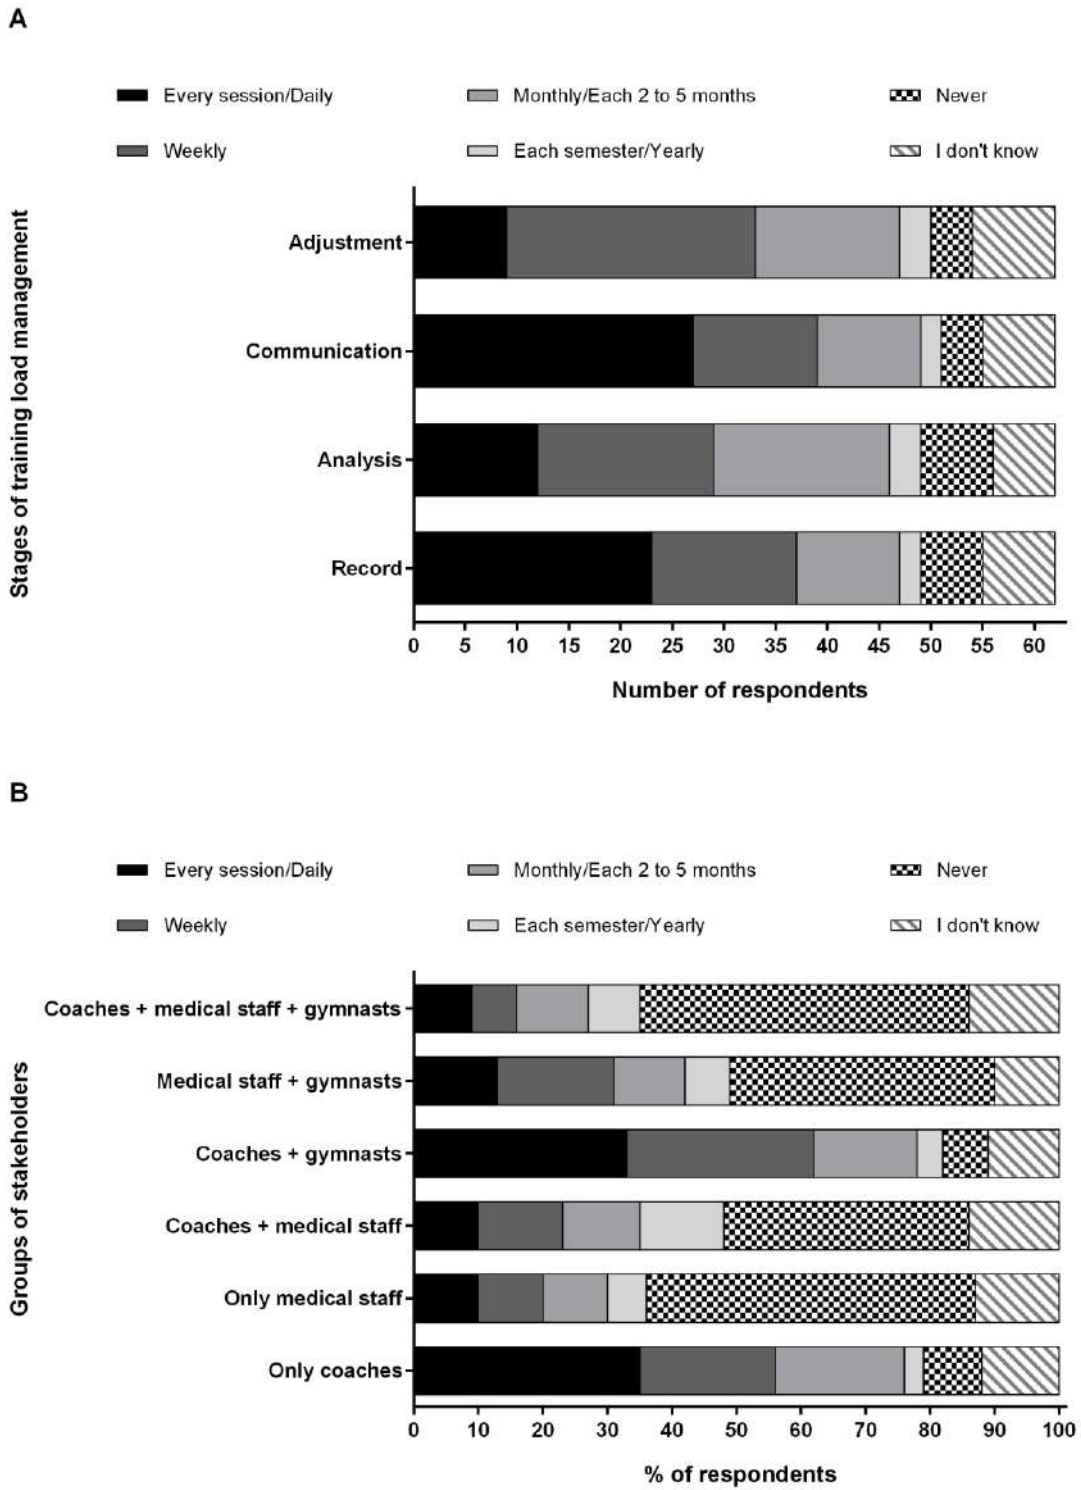 A
Every session/Daily
Monthly/Each 2 to 5 months
Never
Weekly
Each semester/Yearly
I don't know
Stages of training load management
Adjustment
Communication
Analysis
Record
0 5 10 15 20 25 30 35 40 45 50 55 60
Number of respondents
B
Every session/Daily
Monthly/Each 2 to 5 months
Never
Weekly
Each semester/Yearly
I don't know
Groups of stakeholders
Coaches + medical staff + gymnasts
Medical staff + gymnasts
Coaches + gymnasts
Coaches + medical staff
Only medical staff
Only coaches
0 10 20 30 40 50 60 70 80 90 100
% of respondents